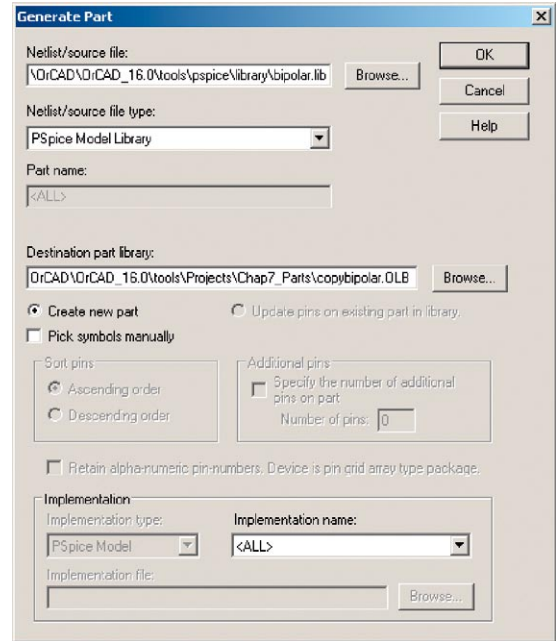 Generate Part
Netlist/source file:
\OrCAD\OrCAD_16.0\tools\pspice\library\bipolar.lib
Browse...
OK
Cancel
Help
Netlist/source file type:
PSpice Model Library
Part name:
<ALL>
Destination part library:
OrCAD\OrCAD_16.0\tools\Projects\Chap7_Parts\copybipolar.OLB
Browse...
Create new part
Update pins on existing part in library.
Pick symbols manually
Sort pins
Ascending order
Descending order
Additional pins
Specify the number of additional
pins on part
Number of pins: 0
Retain alpha-numeric pin-numbers. Device is pin grid array type package.
Implementation
Implementation type:
PSpice Model
Implementation name:
<ALL>
Implementation file:
Browse...